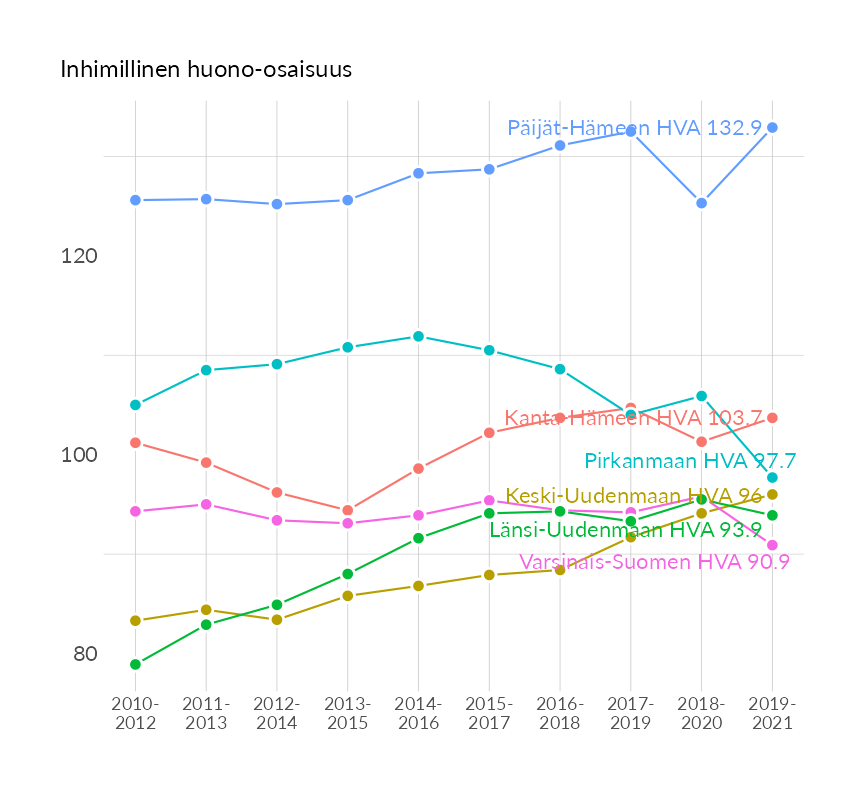 Inhimillinen huono-osaisuus
Päijät-Hämeen HVA 132.9
120
Kanta-Hämeen HVA 103.7
100
Pirkanmaan HVA 97.7
Keski-Uudenmaan HVA 96
Länsi-Uudenmaan HVA 93.9
Varsinais-Suomen HVA 90.9
80
2010- 2011- 2012- 2013- 2014- 2015- 2016- 2017- 2018- 2019-
2012 2013 2014 2015 2016 2017 2018 2019 2020 2021